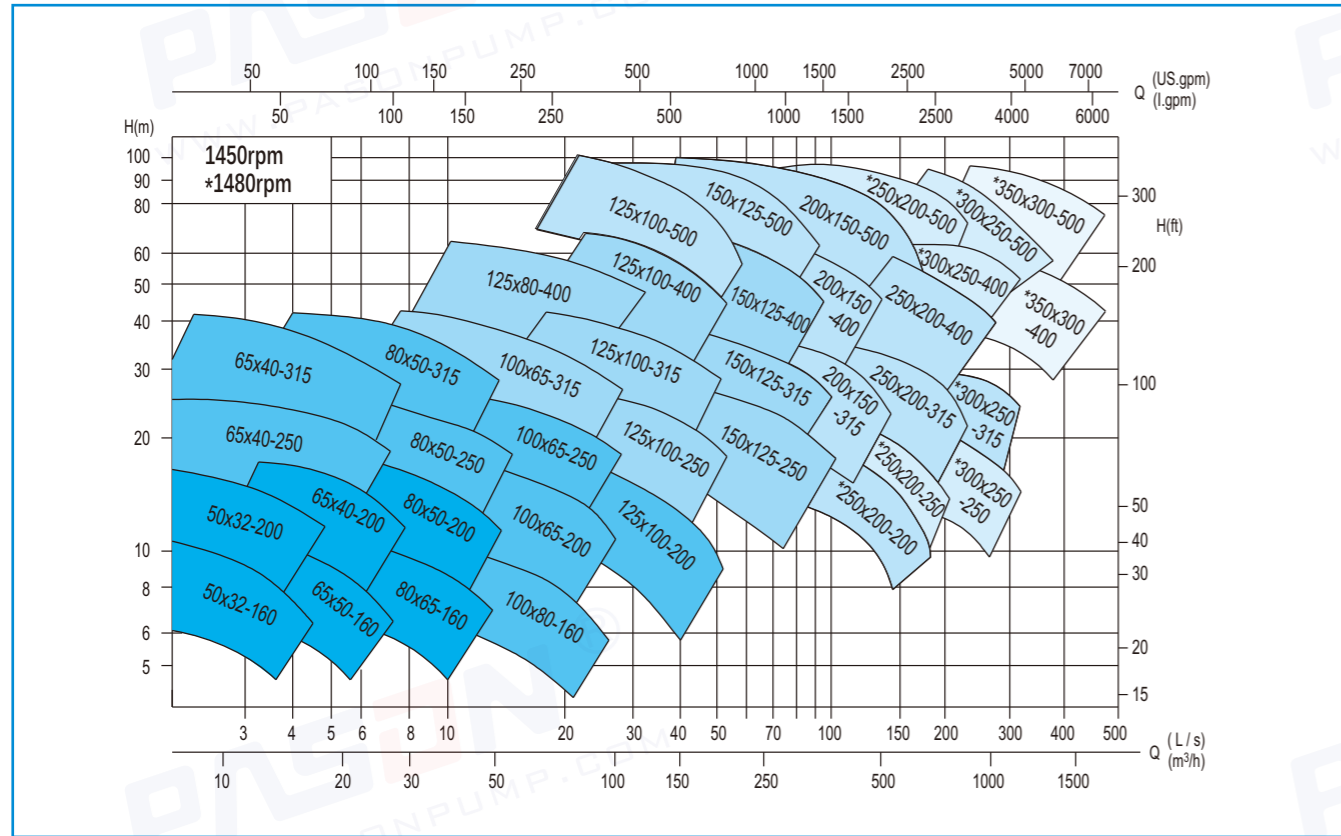 50 100 150 250 500 1000 1500 2500 5000 7000
Q (US.gpm)
(I.gpm)
50 100 150 250 500 1000 1500 2500 4000 6000
H(m)
1450rpm
*1480rpm
100
90
80
60
50
40
30
20
10
8
6
5
300
H(ft)
200
100
50
40
30
20
15
125x100-500
150x125-500
200x150-500
*250x200-500
*300x250-500
*350x300-500
125x80-400
125x100-400
150x125-400
200x150
-400
250x200-400
*300x250-400
*350x300
-400
65x40-315
80x50-315
100x65-315
125x100-315
150x125-315
200x150
-315
250x200-315
*300x250
-315
65x40-250
80x50-250
100x65-250
125x100-250
150x125-250
*250x200-250
*300x250
-250
50x32-200
65x40-200
80x50-200
100x65-200
125x100-200
*250x200-200
50x32-160
65x50-160
80x65-160
100x80-160
3 4 5 6 8 10 20 30 40 50 70 100 150 200 300 400 500
Q (L/s)
(m³/h)
10 20 30 50 100 150 250 500 1000 1500
PASON
WWW.PASONPUMP.COM
PASON
®